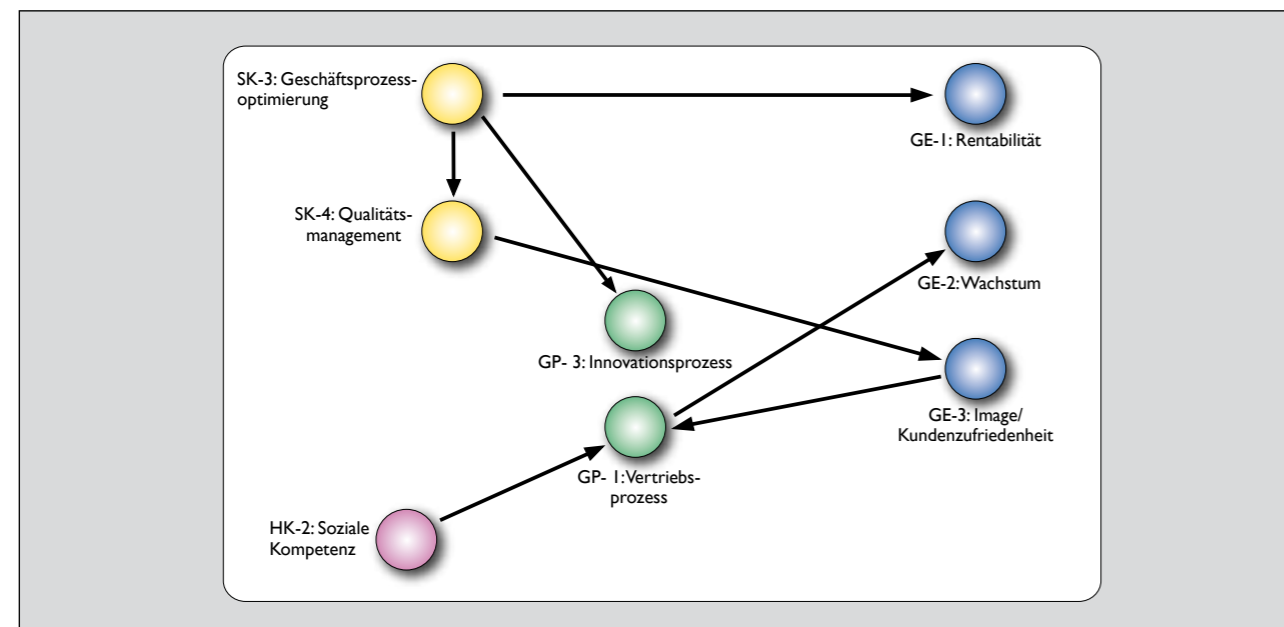 SK-3: Geschäftsprozess-
optimierung
GE-1: Rentabilität
SK-4: Qualitäts-
management
GE-2: Wachstum
GP- 3: Innovationsprozess
GE-3: Image/
Kundenzufriedenheit
GP- 1: Vertriebs-
prozess
HK-2: Soziale
Kompetenz